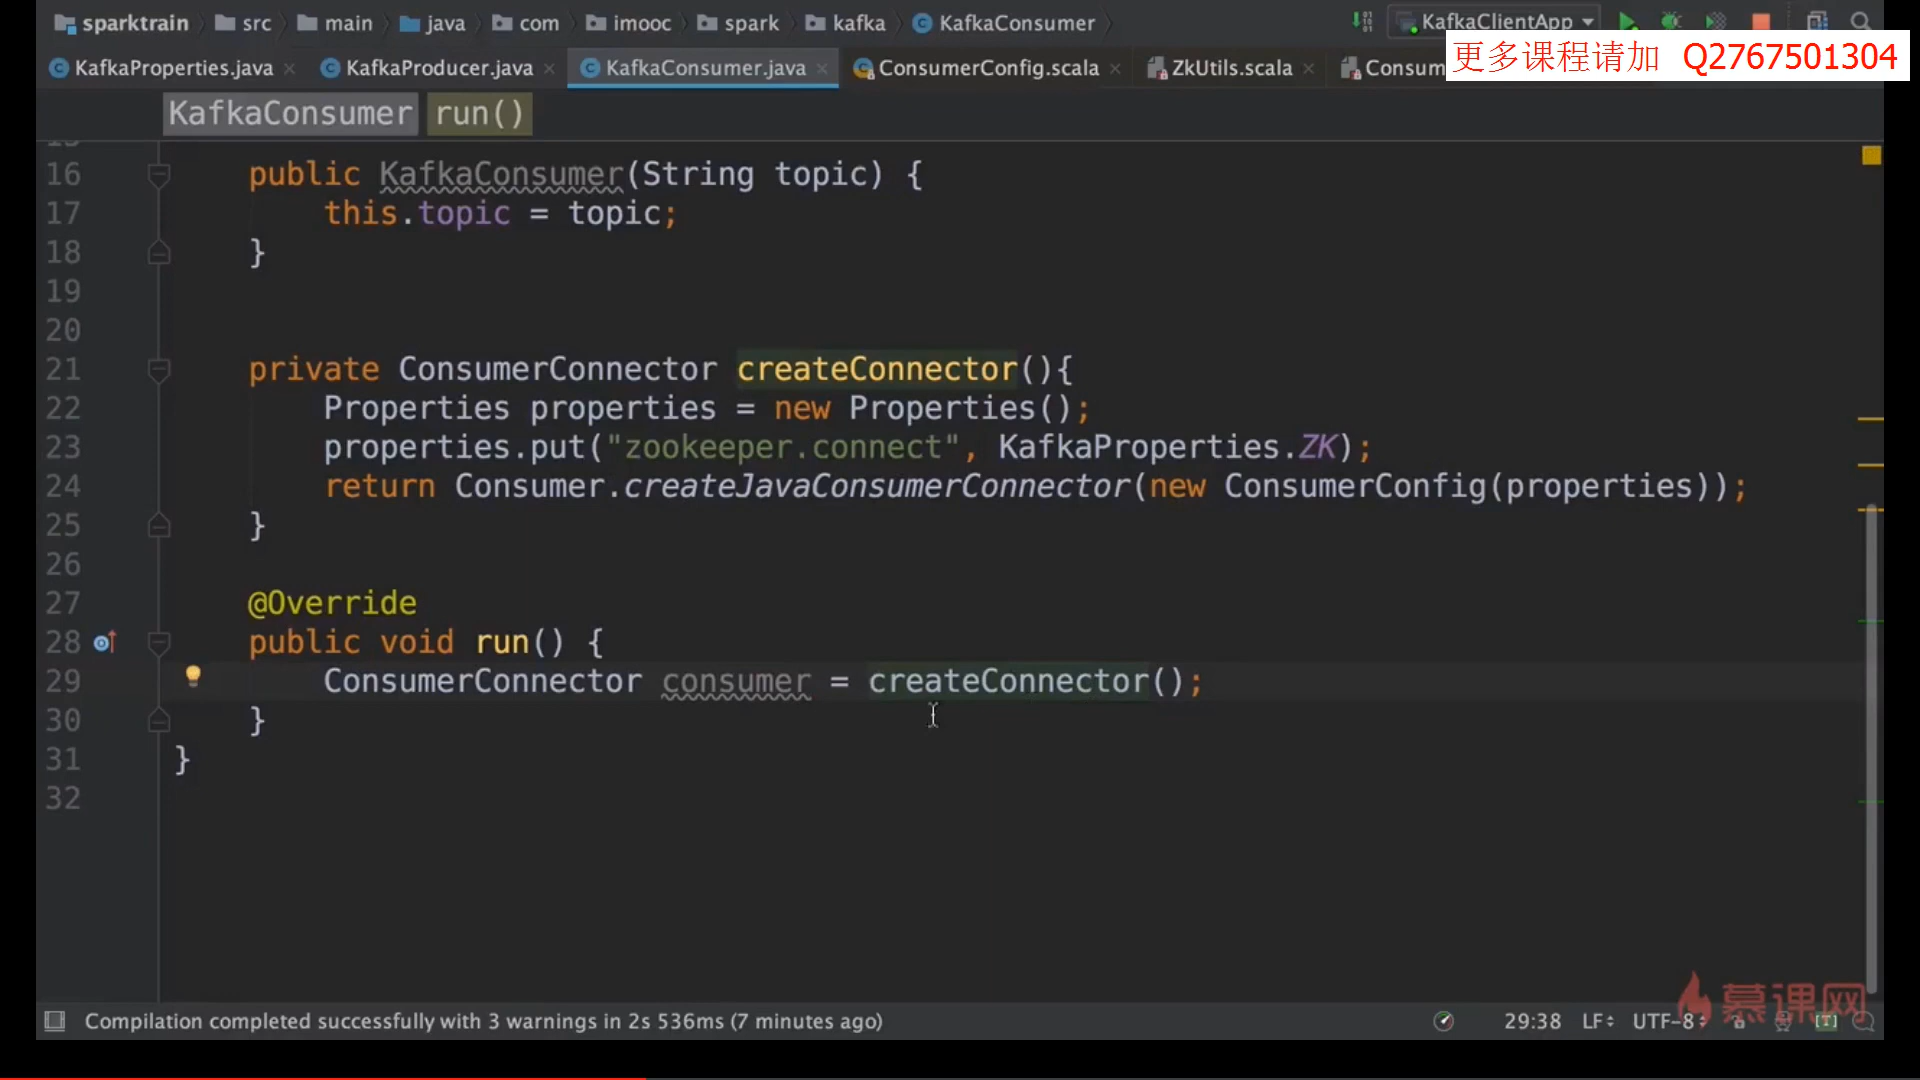 sparktrain src main java com imooc spark kafka KafkaConsumer KafkaClientApp
更多课程请加 Q2767501304
KafkaProperties.java KafkaProducer.java KafkaConsumer.java ConsumerConfig.scala ZkUtils.scala Consum
KafkaConsumer run()
16 public KafkaConsumer(String topic) {
17 this.topic = topic;
18 }
19
20
21 private ConsumerConnector createConnector(){
22 Properties properties = new Properties();
23 properties.put("zookeeper.connect", KafkaProperties.ZK);
24 return Consumer.createJavaConsumerConnector(new ConsumerConfig(properties));
25 }
26
27 @Override
28 public void run() {
29 ConsumerConnector consumer = createConnector();
30 }
31 }
32
慕课网
Compilation completed successfully with 3 warnings in 2s 536ms (7 minutes ago) 29:38 LF UTF-8 [T]